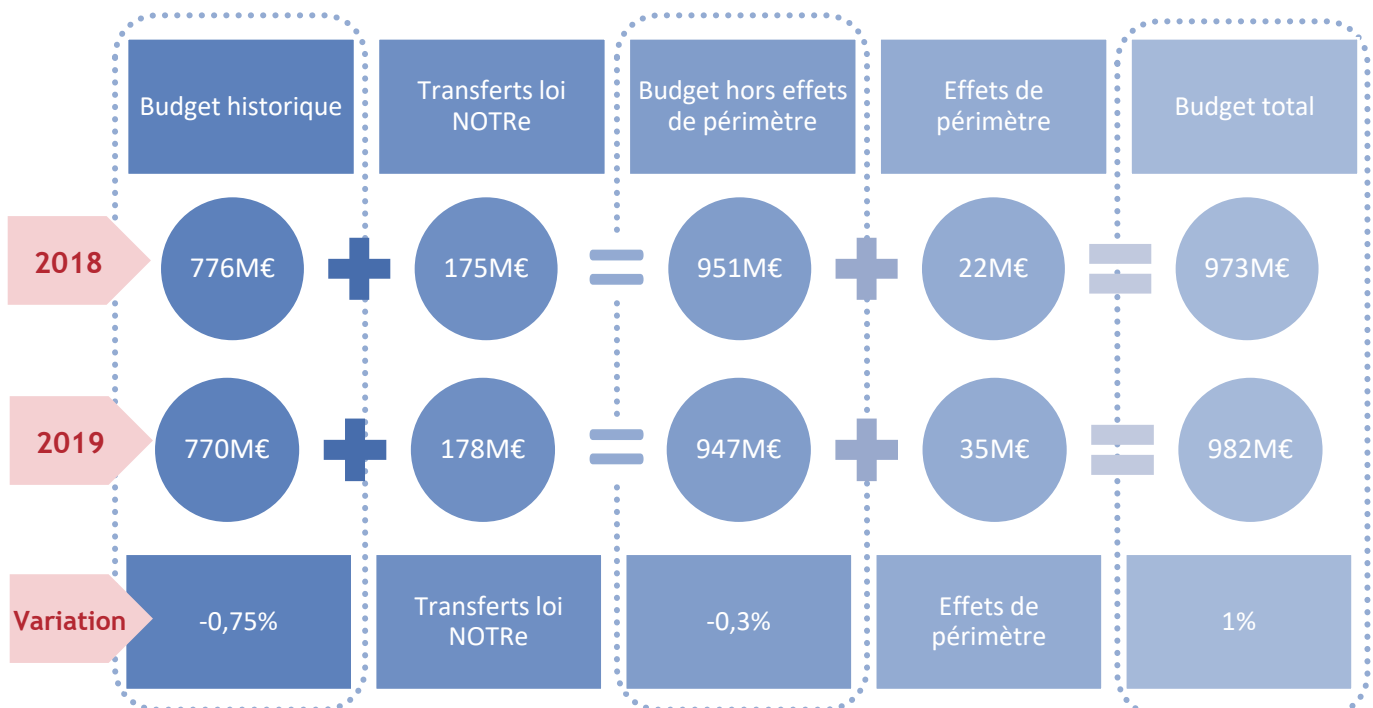 Budget historique
Transferts loi
NOTRe
Budget hors effets
de périmètre
Effets de
périmètre
Budget total
2018
776M€
175M€
951M€
22M€
973M€
2019
770M€
178M€
947M€
35M€
982M€
Variation
-0,75%
Transferts loi
NOTRe
-0,3%
Effets de
périmètre
1%